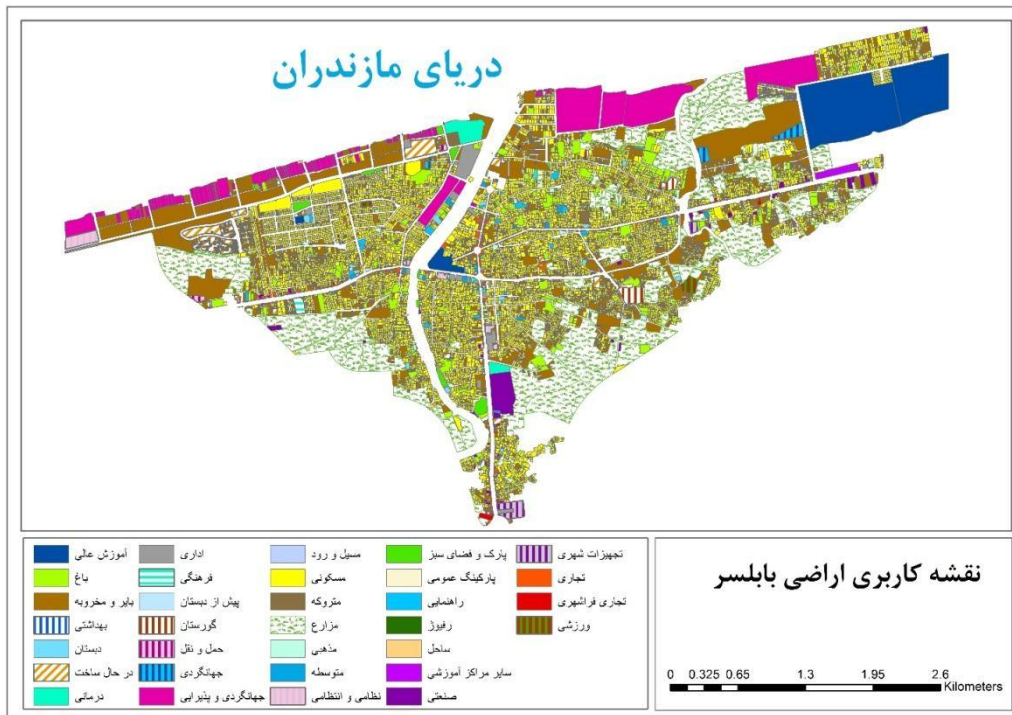 دریای مازندران
آموزش عالی
باغ
بایر و مخروبه
بهداشتی
دبستان
در حال ساخت
درمانی
اداری
فرهنگی
پیش از دبستان
گورستان
حمل و نقل
جهانگردی
جهانگردی و پذیرایی
مسیل و رود
مسکونی
متروکه
مزارع
مذهبی
متوسطه
نظامی و انتظامی
پارک و فضای سبز
پارکینگ عمومی
راهنمایی
رفیوژ
ساحل
سایر مراکز آموزشی
صنعتی
تجهیزات شهری
تجاری
تجاری فراشهری
ورزشی
نقشه کاربری اراضی بابلسر
0 0.325 0.65 1.3 1.95 2.6
Kilometers